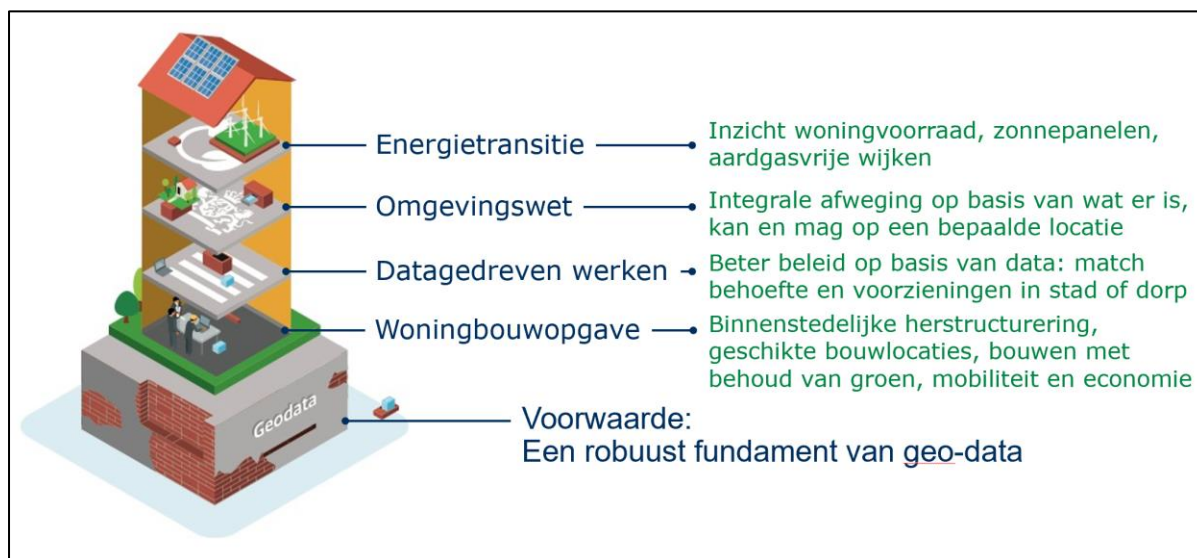 Energietransitie
Inzicht woningvoorraad, zonnepanelen,
aardgasvrije wijken
Omgevingswet
Integrale afweging op basis van wat er is,
kan en mag op een bepaalde locatie
Datagedreven werken
Beter beleid op basis van data: match
behoefte en voorzieningen in stad of dorp
Woningbouwopgave
Binnenstedelijke herstructurering,
geschikte bouwlocaties, bouwen met
behoud van groen, mobiliteit en economie
Geodata
Voorwaarde:
Een robuust fundament van geo-data